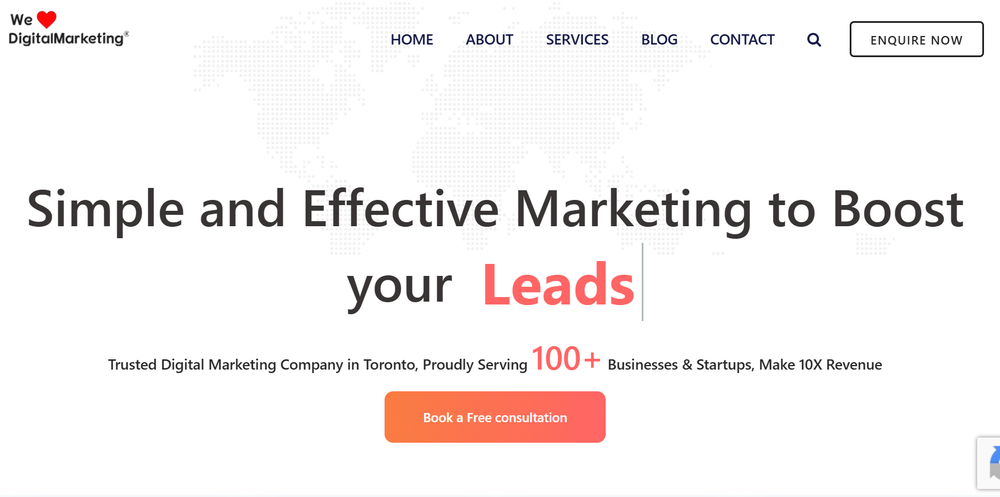 We
DigitalMarketing®
HOME ABOUT SERVICES BLOG CONTACT ENQUIRE NOW
Simple and Effective Marketing to Boost
your Leads
Trusted Digital Marketing Company in Toronto, Proudly Serving 100+ Businesses & Startups, Make 10X Revenue
Book a Free consultation